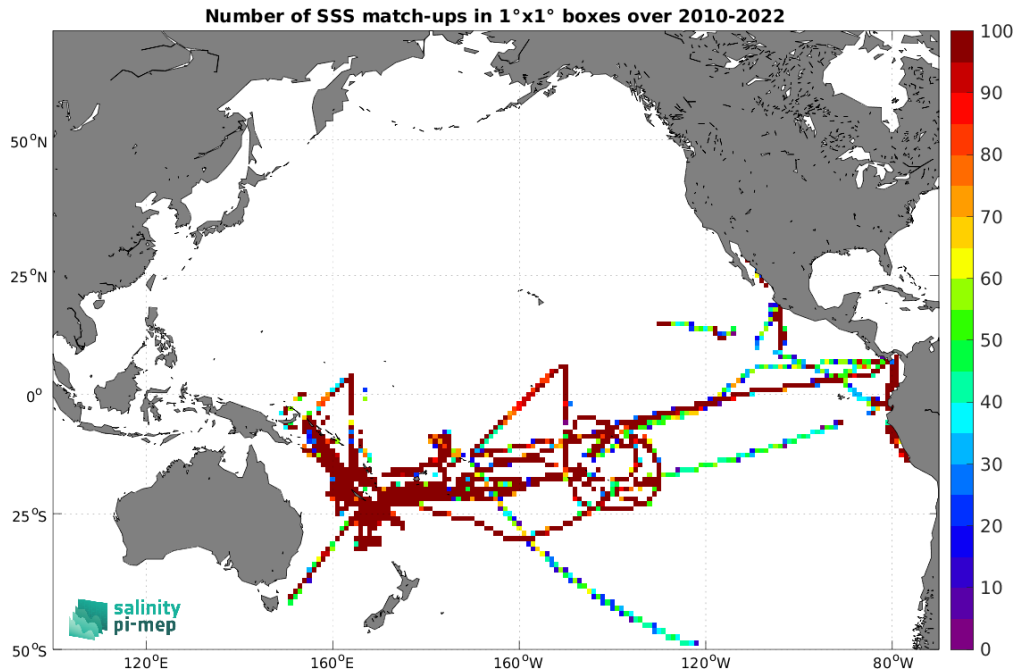 Number of SSS match-ups in 1°x1° boxes over 2010-2022
50°N
25°N
0°
25°S
50°S
120°E
160°E
160°W
120°W
80°W
100
90
80
70
60
50
40
30
20
10
0
salinity
pi-mep